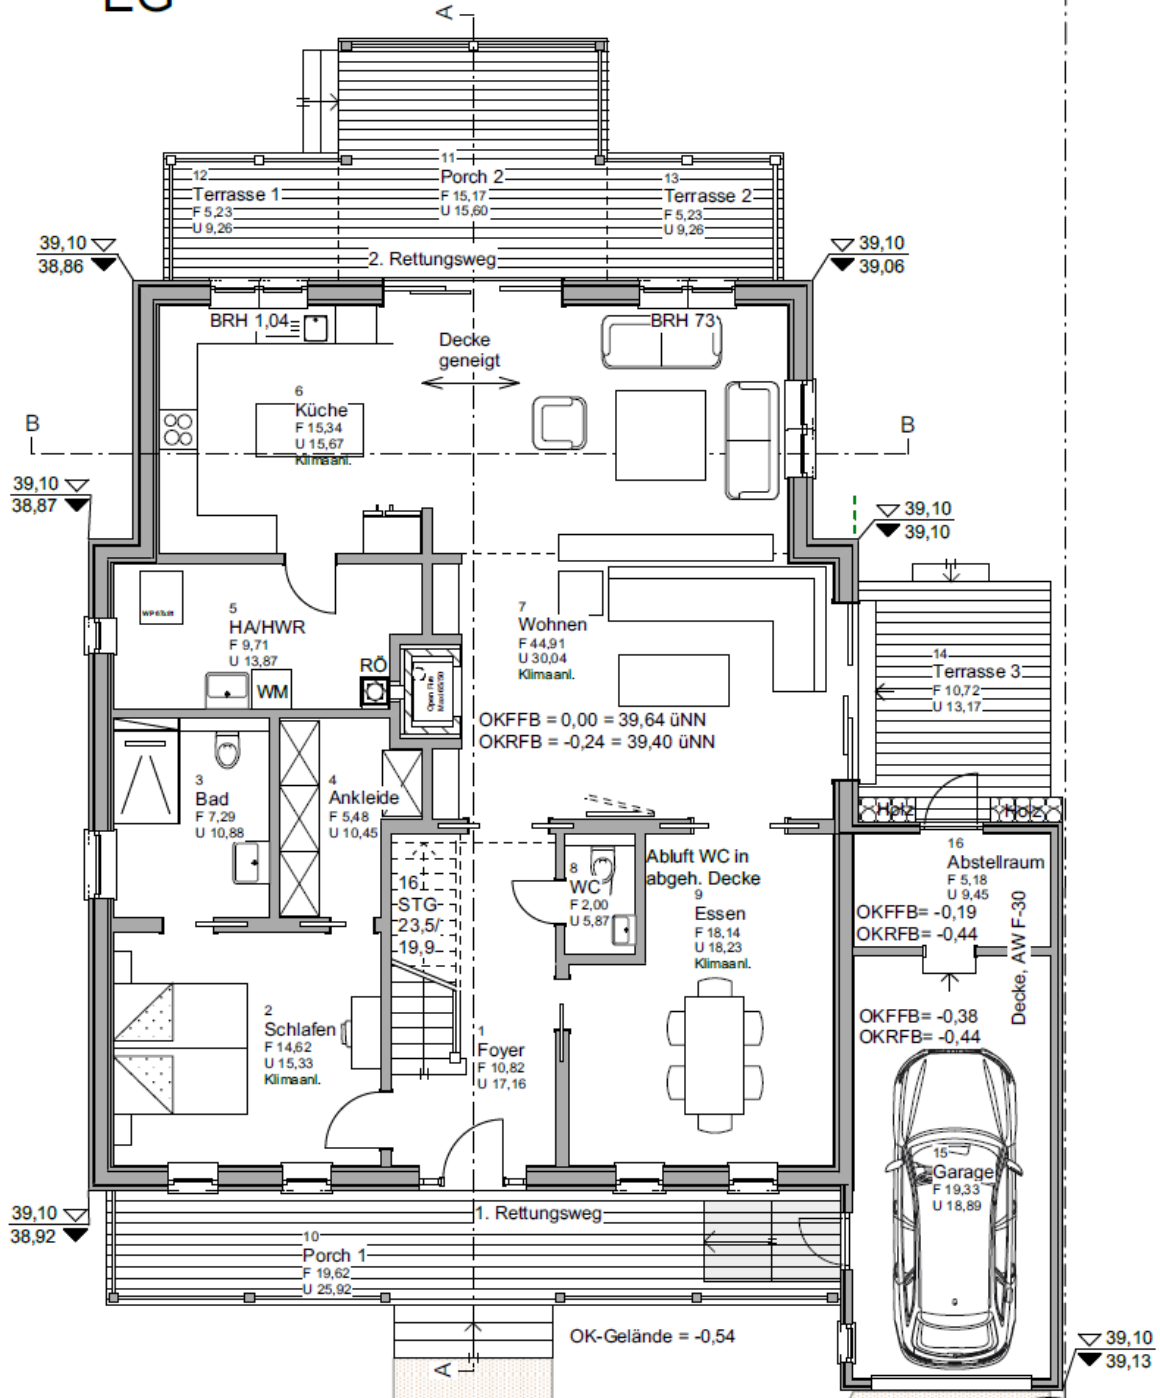 EG
A
11
Porch 2
F 15,17
U 15,60
12
Terrasse 1
F 5,23
U 9,26
13
Terrasse 2
F 5,23
U 9,26
2. Rettungsweg
39,10
38,86
39,10
39,06
BRH 1,04
BRH 73
Decke
geneigt
6
Küche
F 15,34
U 15,67
Klimaanl.
B
B
39,10
38,87
39,10
39,10
5
HA/HWR
F 9,71
U 13,87
WM
RÖ
7
Wohnen
F 44,91
U 30,04
Klimaanl.
14
Terrasse 3
F 10,72
U 13,17
OKFFB = 0,00 = 39,64 üNN
OKRFB = -0,24 = 39,40 üNN
3
Bad
F 7,29
U 10,88
4
Ankleide
F 5,48
U 10,45
Holz
Holz
16
STG
23,5/
19,9
8
WC
F 2,00
U 5,87
Abluft WC in
abgeh. Decke
9
Essen
F 18,14
U 18,23
Klimaanl.
16
Abstellraum
F 5,18
U 9,45
OKFFB= -0,19
OKRFB= -0,44
Decke, AW F-30
OKFFB= -0,38
OKRFB= -0,44
2
Schlafen
F 14,62
U 15,33
Klimaanl.
1
Foyer
F 10,82
U 17,16
15
Garage
F 19,33
U 18,89
39,10
38,92
1. Rettungsweg
10
Porch 1
F 19,62
U 25,92
OK-Gelände = -0,54
A
39,10
39,13